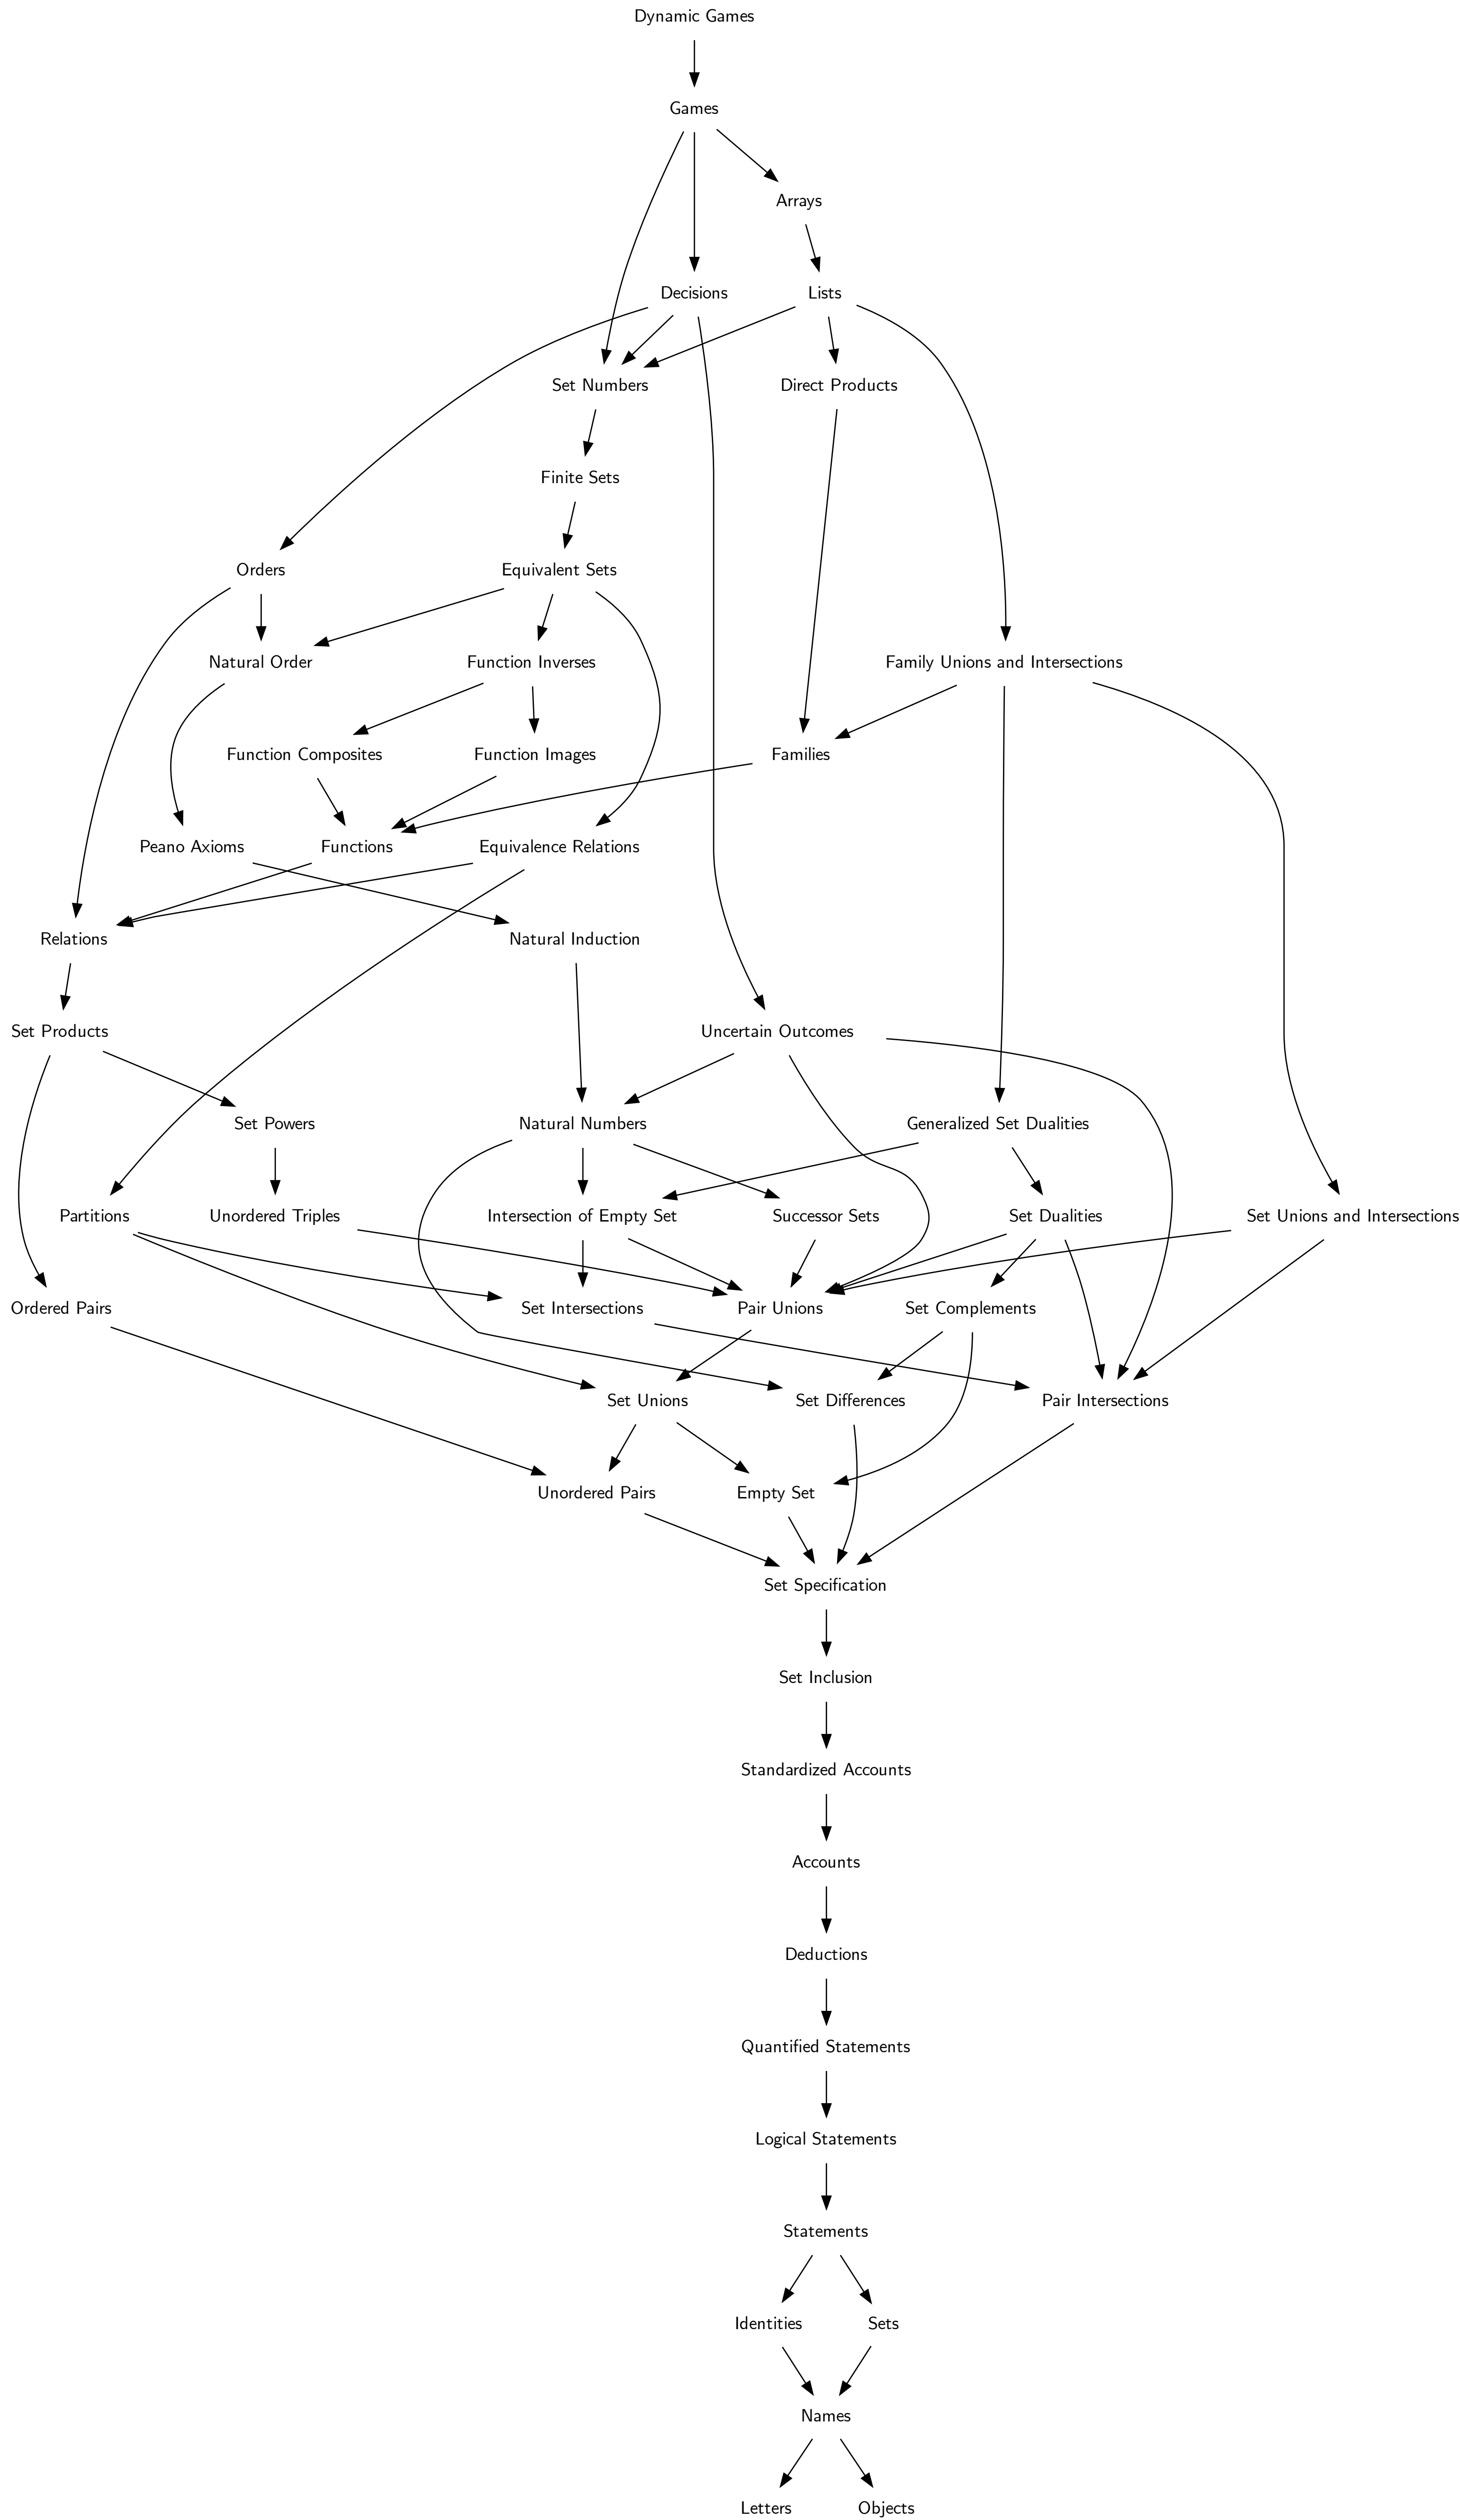 Dynamic Games
Games
Arrays
Decisions
Lists
Set Numbers
Direct Products
Finite Sets
Orders
Equivalent Sets
Natural Order
Function Inverses
Family Unions and Intersections
Function Composites
Function Images
Families
Peano Axioms
Functions
Equivalence Relations
Relations
Natural Induction
Set Products
Uncertain Outcomes
Set Powers
Natural Numbers
Generalized Set Dualities
Partitions
Unordered Triples
Intersection of Empty Set
Successor Sets
Set Dualities
Set Unions and Intersections
Ordered Pairs
Set Intersections
Pair Unions
Set Complements
Set Unions
Set Differences
Pair Intersections
Unordered Pairs
Empty Set
Set Specification
Set Inclusion
Standardized Accounts
Accounts
Deductions
Quantified Statements
Logical Statements
Statements
Identities
Sets
Names
Letters
Objects